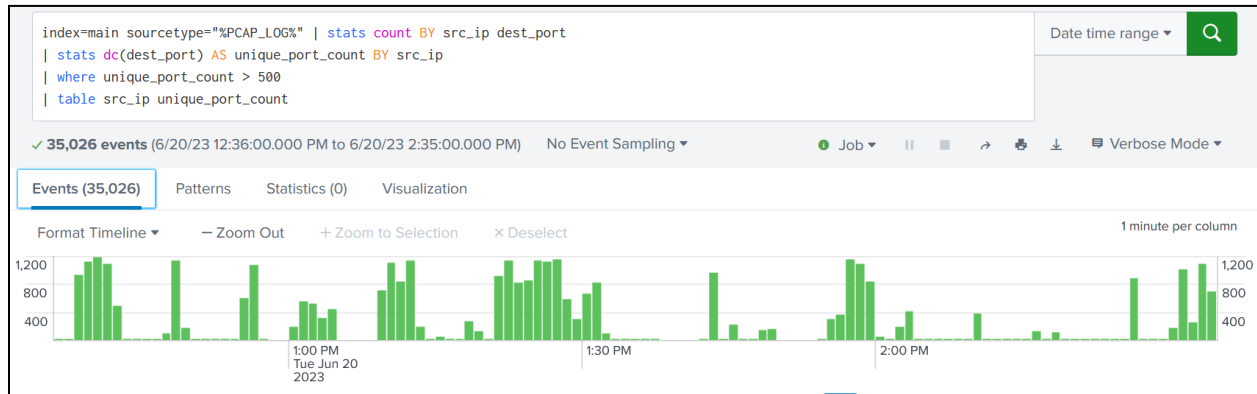 index=main sourcetype="%PCAP_LOG%" | stats count BY src_ip dest_port
| stats dc(dest_port) AS unique_port_count BY src_ip
| where unique_port_count > 500
| table src_ip unique_port_count
Date time range
35,026 events (6/20/23 12:36:00.000 PM to 6/20/23 2:35:00.000 PM) No Event Sampling
Job
Verbose Mode
Events (35,026) Patterns Statistics (0) Visualization
Format Timeline — Zoom Out + Zoom to Selection × Deselect
1 minute per column
1,200 1,200
800 800
400 400
1:00 PM 1:30 PM 2:00 PM
Tue Jun 20
2023